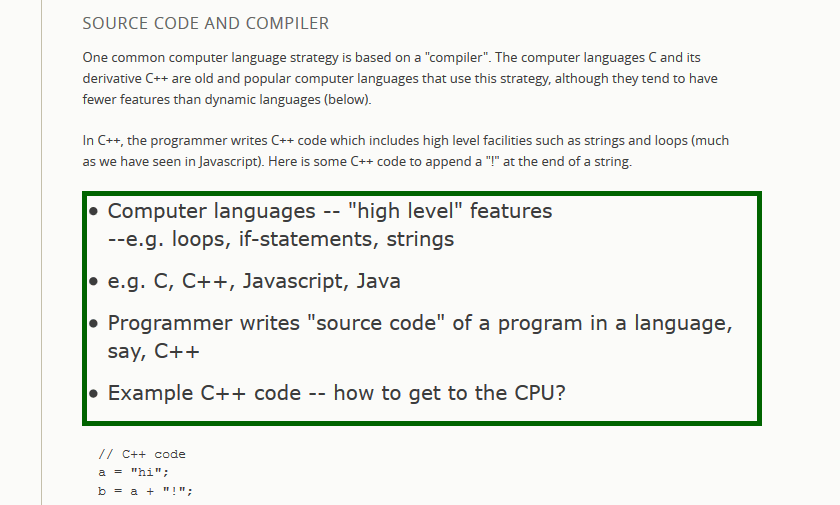 SOURCE CODE AND COMPILER
One common computer language strategy is based on a "compiler". The computer languages C and its
derivative C++ are old and popular computer languages that use this strategy, although they tend to have
fewer features than dynamic languages (below).
In C++, the programmer writes C++ code which includes high level facilities such as strings and loops (much
as we have seen in Javascript). Here is some C++ code to append a "!" at the end of a string.
• Computer languages -- "high level" features
--e.g. loops, if-statements, strings
• e.g. C, C++, Javascript, Java
• Programmer writes "source code" of a program in a language,
say, C++
• Example C++ code -- how to get to the CPU?
// C++ code
a = "hi";
b = a + "!";